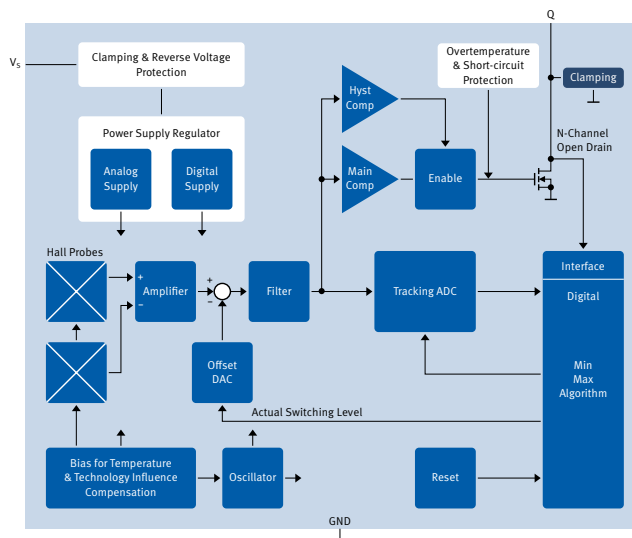 Q
Vs
Clamping & Reverse Voltage
Protection
Overtemperature
& Short-circuit
Protection
Clamping
Hyst
Comp
Power Supply Regulator
N-Channel
Open Drain
Analog
Supply
Digital
Supply
Main
Comp
Enable
Hall Probes
Interface
+
−
Amplifier
+
−
Filter
Tracking ADC
Digital
Offset
DAC
Min
Max
Algorithm
Actual Switching Level
Bias for Temperature
& Technology Influence
Compensation
Oscillator
Reset
GND